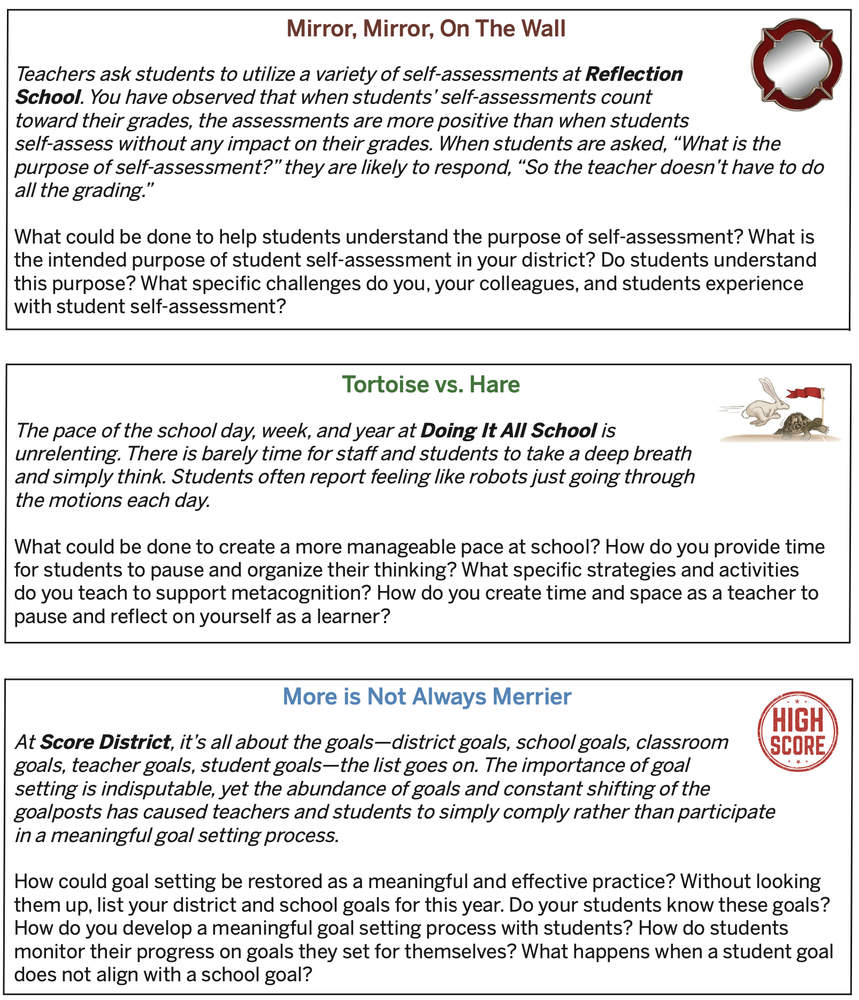 Mirror, Mirror, On The Wall
Teachers ask students to utilize a variety of self-assessments at Reflection
School. You have observed that when students’ self-assessments count
toward their grades, the assessments are more positive than when students
self-assess without any impact on their grades. When students are asked, “What is the
purpose of self-assessment?” they are likely to respond, “So the teacher doesn’t have to do
all the grading.”
What could be done to help students understand the purpose of self-assessment? What is
the intended purpose of student self-assessment in your district? Do students understand
this purpose? What specific challenges do you, your colleagues, and students experience
with student self-assessment?
Tortoise vs. Hare
The pace of the school day, week, and year at Doing It All School is
unrelenting. There is barely time for staff and students to take a deep breath
and simply think. Students often report feeling like robots just going through
the motions each day.
What could be done to create a more manageable pace at school? How do you provide time
for students to pause and organize their thinking? What specific strategies and activities
do you teach to support metacognition? How do you create time and space as a teacher to
pause and reflect on yourself as a learner?
More is Not Always Merrier
HIGH
SCORE
At Score District, it’s all about the goals—district goals, school goals, classroom
goals, teacher goals, student goals—the list goes on. The importance of goal
setting is indisputable, yet the abundance of goals and constant shifting of the
goalposts has caused teachers and students to simply comply rather than participate
in a meaningful goal setting process.
How could goal setting be restored as a meaningful and effective practice? Without looking
them up, list your district and school goals for this year. Do your students know these goals?
How do you develop a meaningful goal setting process with students? How do students
monitor their progress on goals they set for themselves? What happens when a student goal
does not align with a school goal?